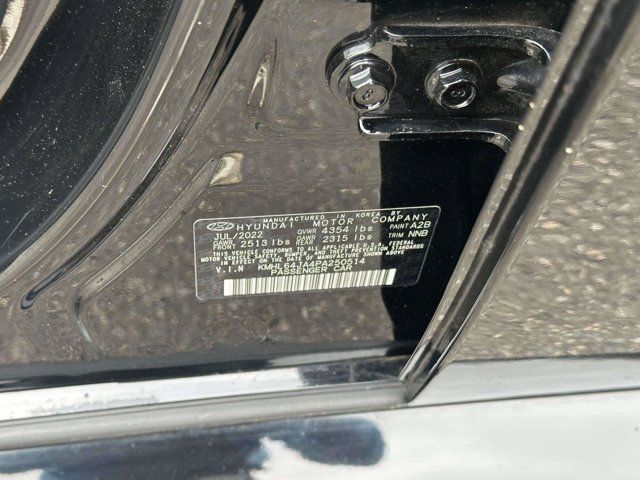 MANUFACTURED IN KOREA BY
HYUNDAI MOTOR COMPANY
JUL/2022 GVWR 4354 lbs PAINT A2B
GAWR FRONT 2513 lbs GAWR REAR 2315 lbs TRIM NNB
THIS VEHICLE CONFORMS TO ALL APPLICABLE U.S.A. FEDERAL
MOTOR VEHICLE SAFETY, BUMPER, AND THEFT PREVENTION STANDARDS
IN EFFECT ON THE DATE OF MANUFACTURE SHOWN ABOVE.
V.I.N KMHL64JA4PA250514
PASSENGER CAR